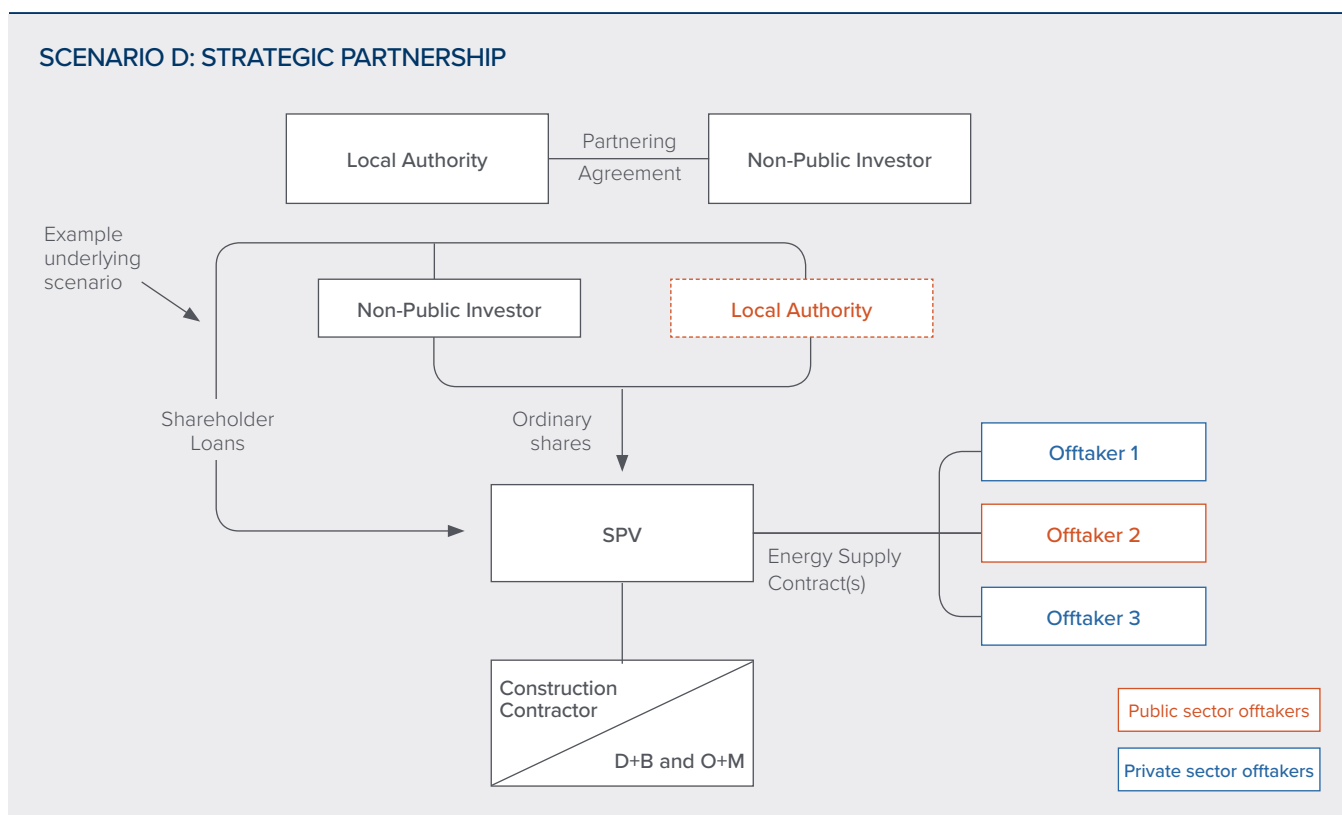 SCENARIO D: STRATEGIC PARTNERSHIP
Local Authority
Partnering
Agreement
Non-Public Investor
Example
underlying
scenario
Non-Public Investor
Local Authority
Shareholder
Loans
Ordinary
shares
SPV
Energy Supply
Contract(s)
Offtaker 1
Offtaker 2
Offtaker 3
Construction
Contractor
D+B and O+M
Public sector offtakers
Private sector offtakers